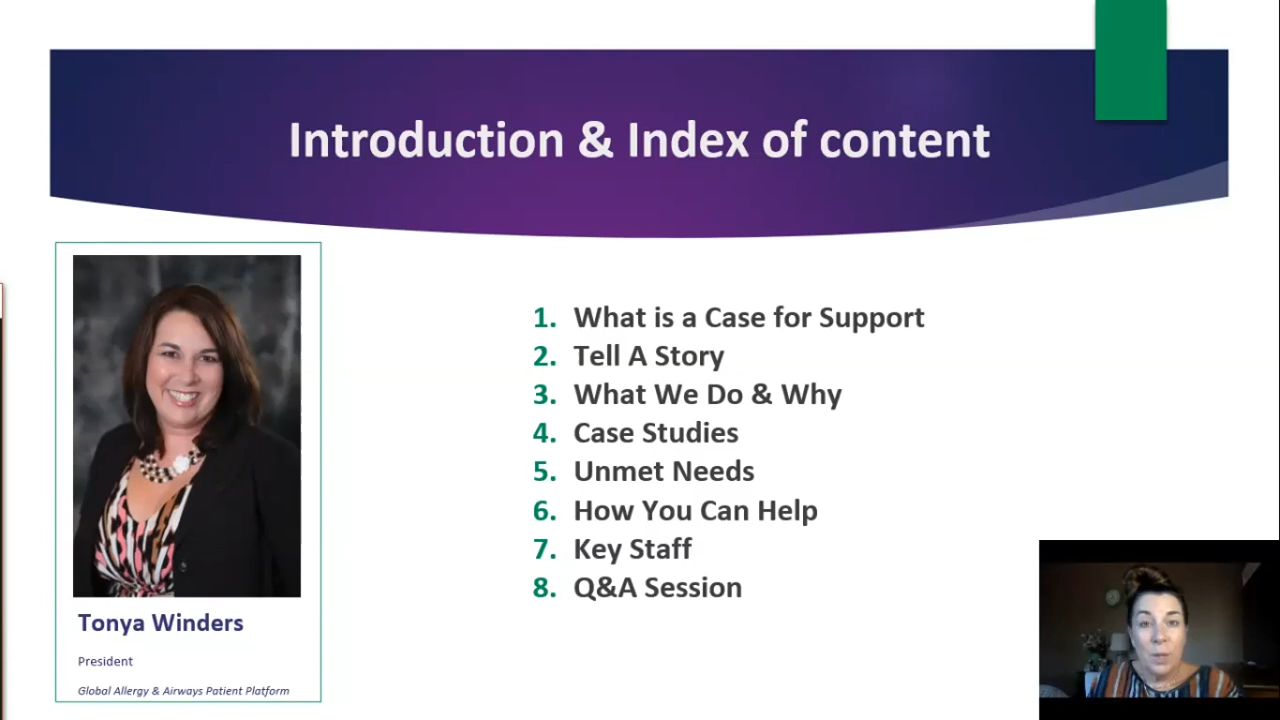 Introduction & Index of content
Tonya Winders
President
Global Allergy & Airways Patient Platform
1. What is a Case for Support
2. Tell A Story
3. What We Do & Why
4. Case Studies
5. Unmet Needs
6. How You Can Help
7. Key Staff
8. Q&A Session